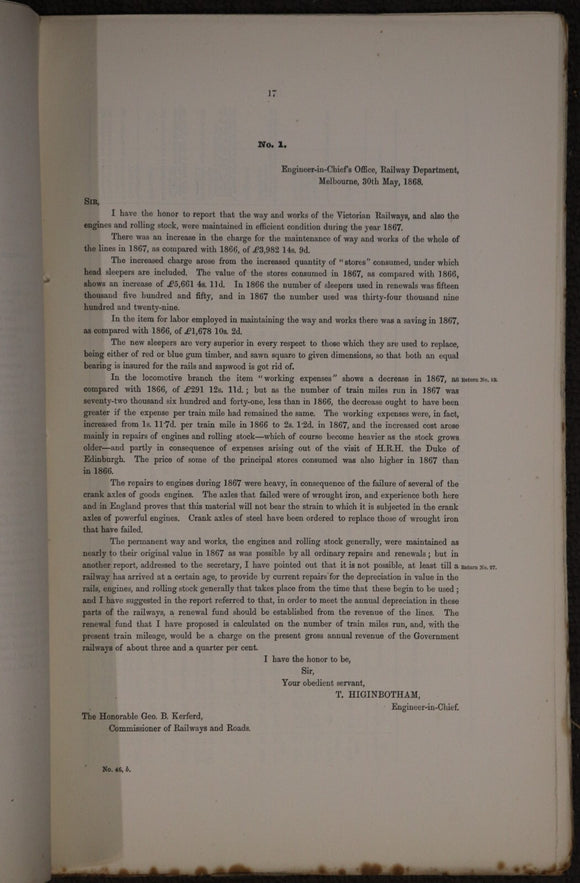 17
No. 1.
Engineer-in-Chief's Office, Railway Department,
Melbourne, 30th May, 1868.
SIR,
I have the honor to report that the way and works of the Victorian Railways, and also the
engines and rolling stock, were maintained in efficient condition during the year 1867.
There was an increase in the charge for the maintenance of way and works of the whole of
the lines in 1867, as compared with 1866, of £3,982 14s. 9d.
The increased charge arose from the increased quantity of "stores" consumed, under which
head sleepers are included. The value of the stores consumed in 1867, as compared with 1866,
shows an increase of £5,661 4s. 11d. In 1866 the number of sleepers used in renewals was fifteen
thousand five hundred and fifty, and in 1867 the number used was thirty-four thousand nine
hundred and twenty-nine.
In the item for labor employed in maintaining the way and works there was a saving in 1867,
as compared with 1866, of £1,678 10s. 2d.
The new sleepers are very superior in every respect to those which they are used to replace,
being either of red or blue gum timber, and sawn square to given dimensions, so that both an equal
bearing is insured for the rails and sapwood is got rid of.
In the locomotive branch the item "working expenses" shows a decrease in 1867, as Return No. 13.
compared with 1866, of £291 12s. 11d.; but as the number of train miles run in 1867 was
seventy-two thousand six hundred and forty-one, less than in 1866, the decrease ought to have been
greater if the expense per train mile had remained the same. The working expenses were, in fact,
increased from 1s. 11·7d. per train mile in 1866 to 2s. 1·2d. in 1867, and the increased cost arose
mainly in repairs of engines and rolling stock—which of course become heavier as the stock grows
older—and partly in consequence of expenses arising out of the visit of H.R.H. the Duke of
Edinburgh. The price of some of the principal stores consumed was also higher in 1867 than
in 1866.
The repairs to engines during 1867 were heavy, in consequence of the failure of several of the
crank axles of goods engines. The axles that failed were of wrought iron, and experience both here
and in England proves that this material will not bear the strain to which it is subjected in the crank
axles of powerful engines. Crank axles of steel have been ordered to replace those of wrought iron
that have failed.
The permanent way and works, the engines and rolling stock generally, were maintained as
nearly to their original value in 1867 as was possible by all ordinary repairs and renewals; but in
another report, addressed to the secretary, I have pointed out that it is not possible, at least till a Return No. 27.
railway has arrived at a certain age, to provide by current repairs for the depreciation in value in the
rails, engines, and rolling stock generally that takes place from the time that these begin to be used;
and I have suggested in the report referred to that, in order to meet the annual depreciation in these
parts of the railways, a renewal fund should be established from the revenue of the lines. The
renewal fund that I have proposed is calculated on the number of train miles run, and, with the
present train mileage, would be a charge on the present gross annual revenue of the Government
railways of about three and a quarter per cent.
I have the honor to be,
Sir,
Your obedient servant,
T. HIGINBOTHAM,
Engineer-in-Chief.
The Honorable Geo. B. Kerferd,
Commissioner of Railways and Roads.
No. 46, b.